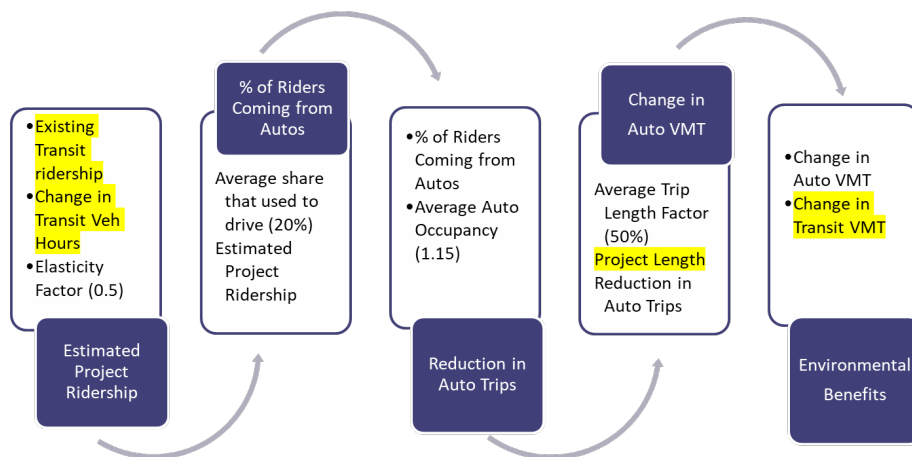 •Existing
Transit
ridership
•Change in
Transit Veh
Hours
•Elasticity
Factor (0.5)
Estimated
Project
Ridership
% of Riders
Coming from
Autos
Average share
that used to
drive (20%)
Estimated
Project
Ridership
•% of Riders
Coming from
Autos
•Average Auto
Occupancy
(1.15)
Reduction in
Auto Trips
Change in
Auto VMT
Average Trip
Length Factor
(50%)
Project Length
Reduction in
Auto Trips
•Change in
Auto VMT
•Change in
Transit VMT
Environmental
Benefits